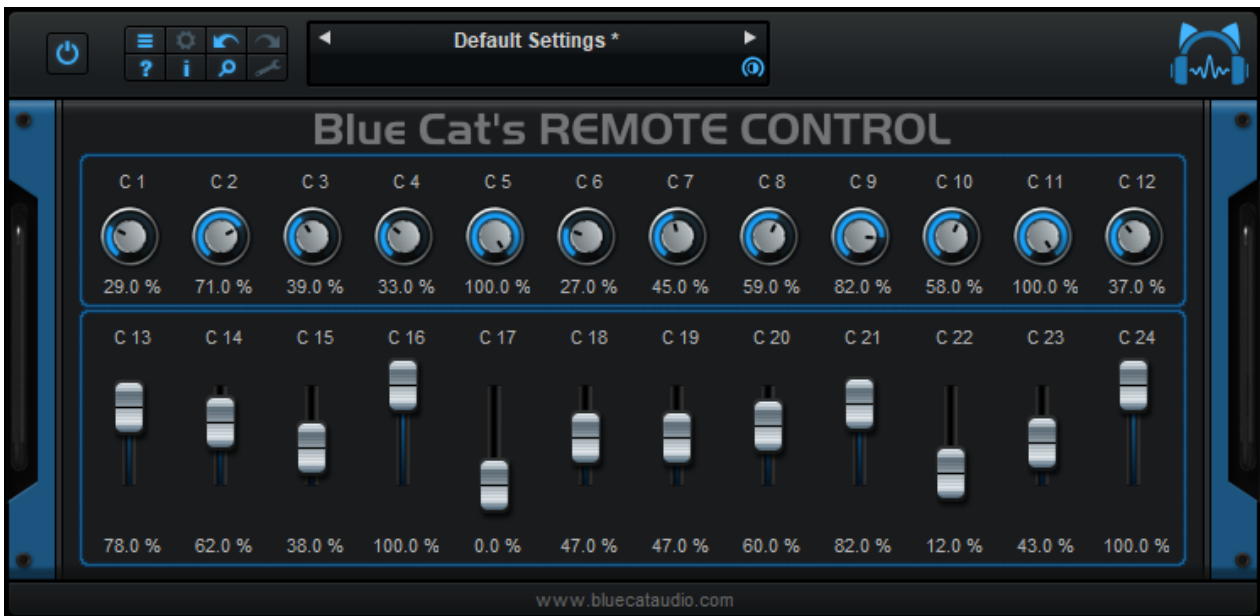 Default Settings *
? i
Blue Cat's REMOTE CONTROL
C 1 C 2 C 3 C 4 C 5 C 6 C 7 C 8 C 9 C 10 C 11 C 12
29.0 % 71.0 % 39.0 % 33.0 % 100.0 % 27.0 % 45.0 % 59.0 % 82.0 % 58.0 % 100.0 % 37.0 %
C 13 C 14 C 15 C 16 C 17 C 18 C 19 C 20 C 21 C 22 C 23 C 24
78.0 % 62.0 % 38.0 % 100.0 % 0.0 % 47.0 % 47.0 % 60.0 % 82.0 % 12.0 % 43.0 % 100.0 %
www.bluecataudio.com